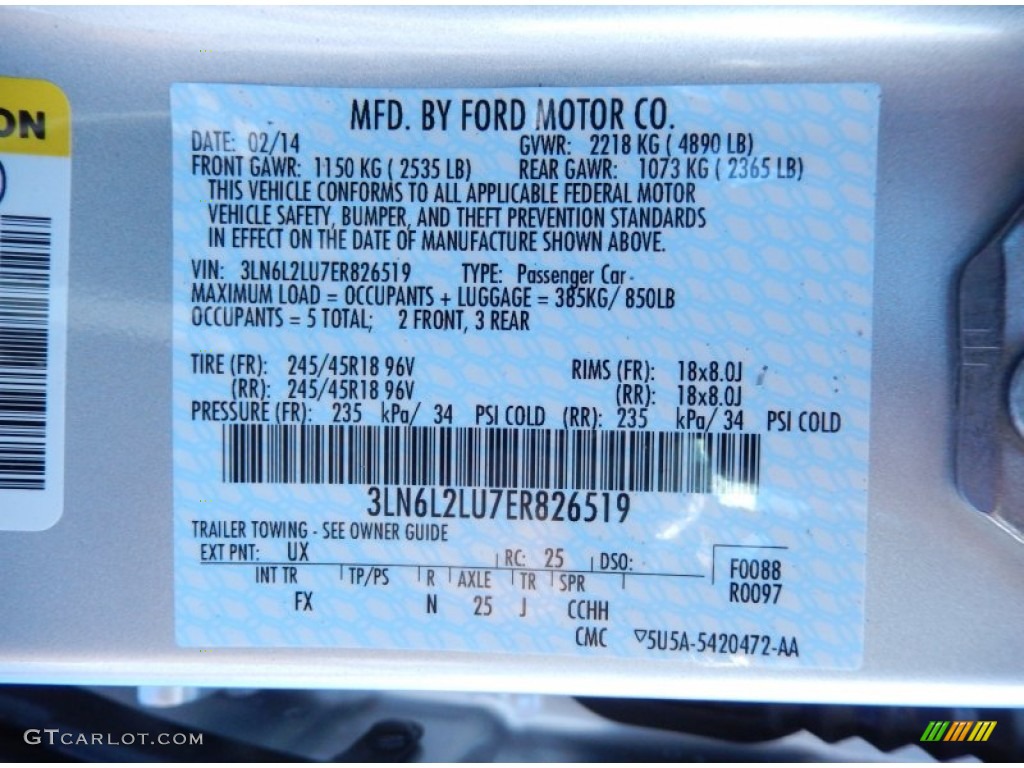 ON
MFD. BY FORD MOTOR CO.
DATE: 02/14 GVWR: 2218 KG ( 4890 LB)
FRONT GAWR: 1150 KG ( 2535 LB) REAR GAWR: 1073 KG ( 2365 LB)
THIS VEHICLE CONFORMS TO ALL APPLICABLE FEDERAL MOTOR
VEHICLE SAFETY, BUMPER, AND THEFT PREVENTION STANDARDS
IN EFFECT ON THE DATE OF MANUFACTURE SHOWN ABOVE.
VIN: 3LN6L2LU7ER826519 TYPE: Passenger Car
MAXIMUM LOAD = OCCUPANTS + LUGGAGE = 385KG/ 850LB
OCCUPANTS = 5 TOTAL; 2 FRONT, 3 REAR
TIRE (FR): 245/45R18 96V RIMS (FR): 18x8.0J
(RR): 245/45R18 96V (RR): 18x8.0J
PRESSURE (FR): 235 kPa/ 34 PSI COLD (RR): 235 kPa/ 34 PSI COLD
3LN6L2LU7ER826519
TRAILER TOWING - SEE OWNER GUIDE
EXT PNT: UX RC: 25 DSO:
F0088
INT TR TP/PS R AXLE TR SPR
R0097
FX N 25 J CCHH
CMC ▽5U5A-5420472-AA
GTCARLOT.COM